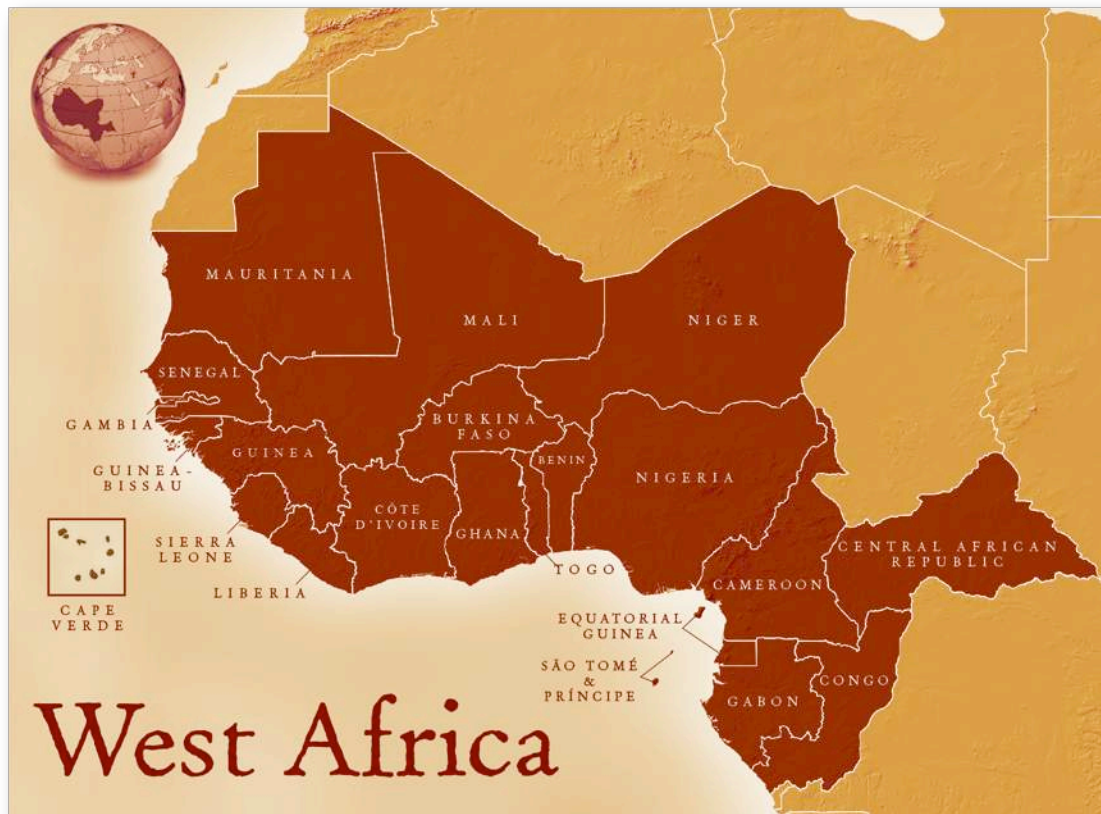 MAURITANIA
MALI
NIGER
SENEGAL
GAMBIA
BURKINA
FASO
GUINEA
BENIN
GUINEA-
BISSAU
NIGERIA
CÔTE
D'IVOIRE
GHANA
SIERRA
LEONE
CENTRAL AFRICAN
REPUBLIC
TOGO
CAMEROON
LIBERIA
CAPE
VERDE
EQUATORIAL
GUINEA
SÃO TOMÉ
&
PRÍNCIPE
CONGO
GABON
West Africa